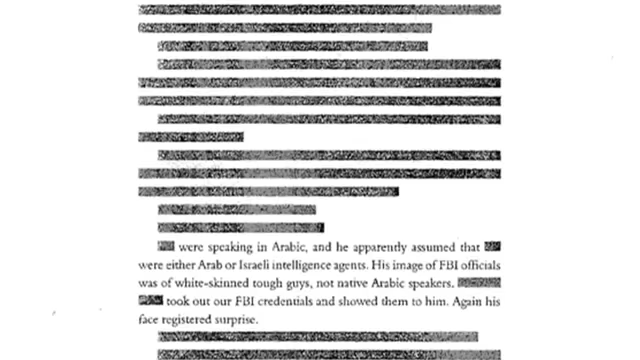 were speaking in Arabic, and he apparently assumed that
were either Arab or Israeli intelligence agents. His image of FBI officials
was of white-skinned tough guys, not native Arabic speakers.
took out our FBI credentials and showed them to him. Again his
face registered surprise.